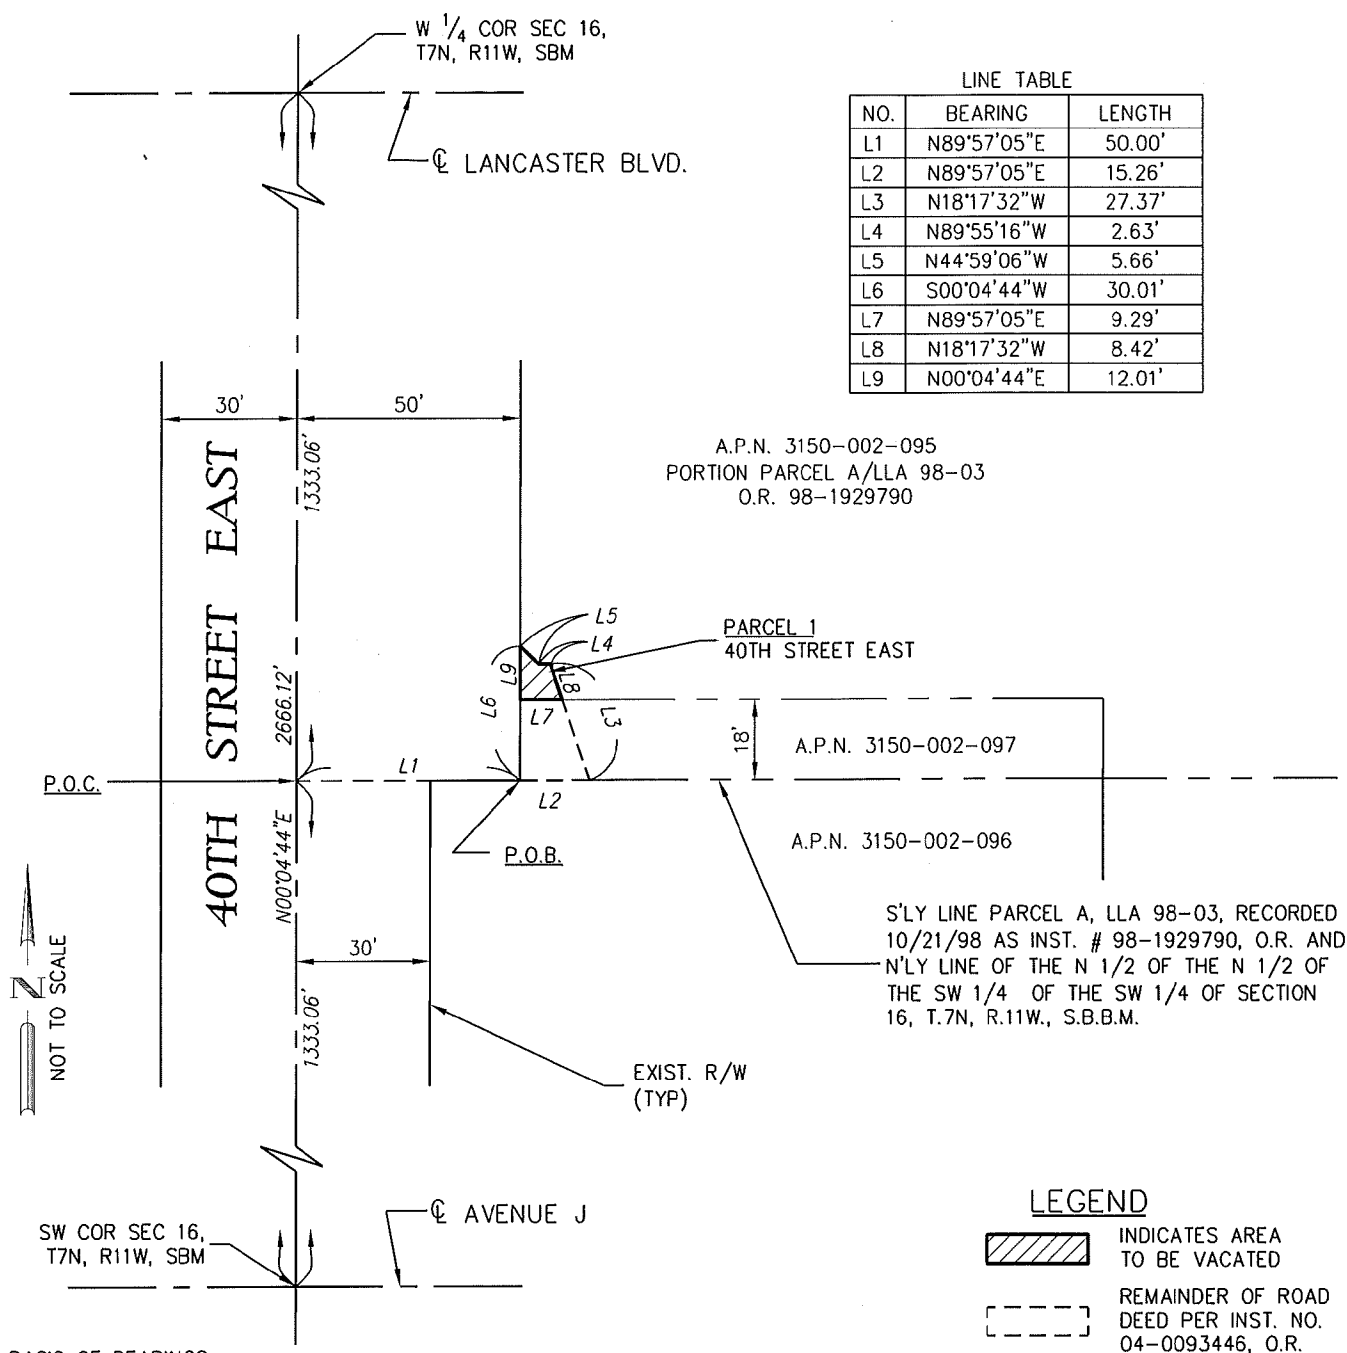 W 1/4 COR SEC 16,
T7N, R11W, SBM
℄ LANCASTER BLVD.
LINE TABLE
NO. BEARING LENGTH
L1 N89°57'05"E 50.00'
L2 N89°57'05"E 15.26'
L3 N18°17'32"W 27.37'
L4 N89°55'16"W 2.63'
L5 N44°59'06"W 5.66'
L6 S00°04'44"W 30.01'
L7 N89°57'05"E 9.29'
L8 N18°17'32"W 8.42'
L9 N00°04'44"E 12.01'
30'
50'
1333.06'
A.P.N. 3150-002-095
PORTION PARCEL A/LLA 98-03
O.R. 98-1929790
40TH STREET EAST
2666.12'
N00°04'44"E
L5
L4
PARCEL 1
40TH STREET EAST
L9
L8
L6
L7
L3
18'
A.P.N. 3150-002-097
L1
P.O.C.
L2
P.O.B.
A.P.N. 3150-002-096
S'LY LINE PARCEL A, LLA 98-03, RECORDED
10/21/98 AS INST. # 98-1929790, O.R. AND
N'LY LINE OF THE N 1/2 OF THE N 1/2 OF
THE SW 1/4 OF THE SW 1/4 OF SECTION
16, T.7N, R.11W., S.B.B.M.
30'
N
NOT TO SCALE
1333.06'
EXIST. R/W
(TYP)
℄ AVENUE J
SW COR SEC 16,
T7N, R11W, SBM
LEGEND
INDICATES AREA
TO BE VACATED
REMAINDER OF ROAD
DEED PER INST. NO.
04-0093446, O.R.